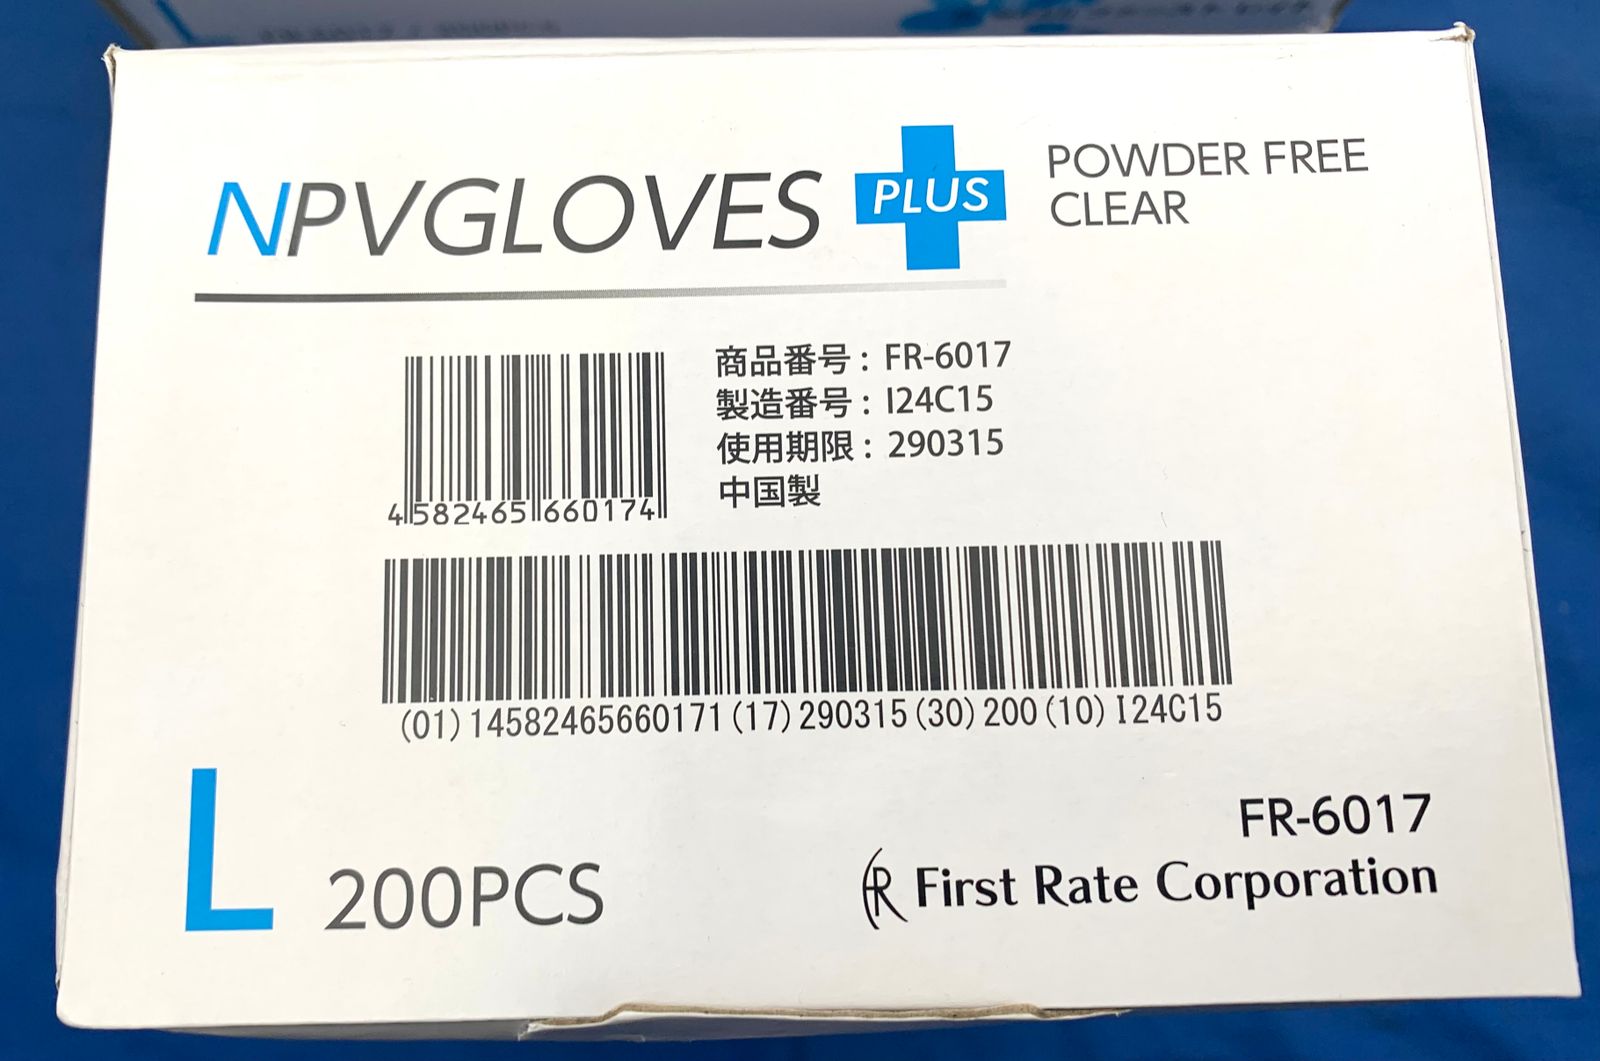 NPVGLOVES PLUS
POWDER FREE
CLEAR
商品番号: FR-6017
製造番号: I24C15
使用期限: 290315
中国製
4582465660174
(01)14582465660171(17)290315(30)200(10)I24C15
L 200PCS
FR-6017
First Rate Corporation